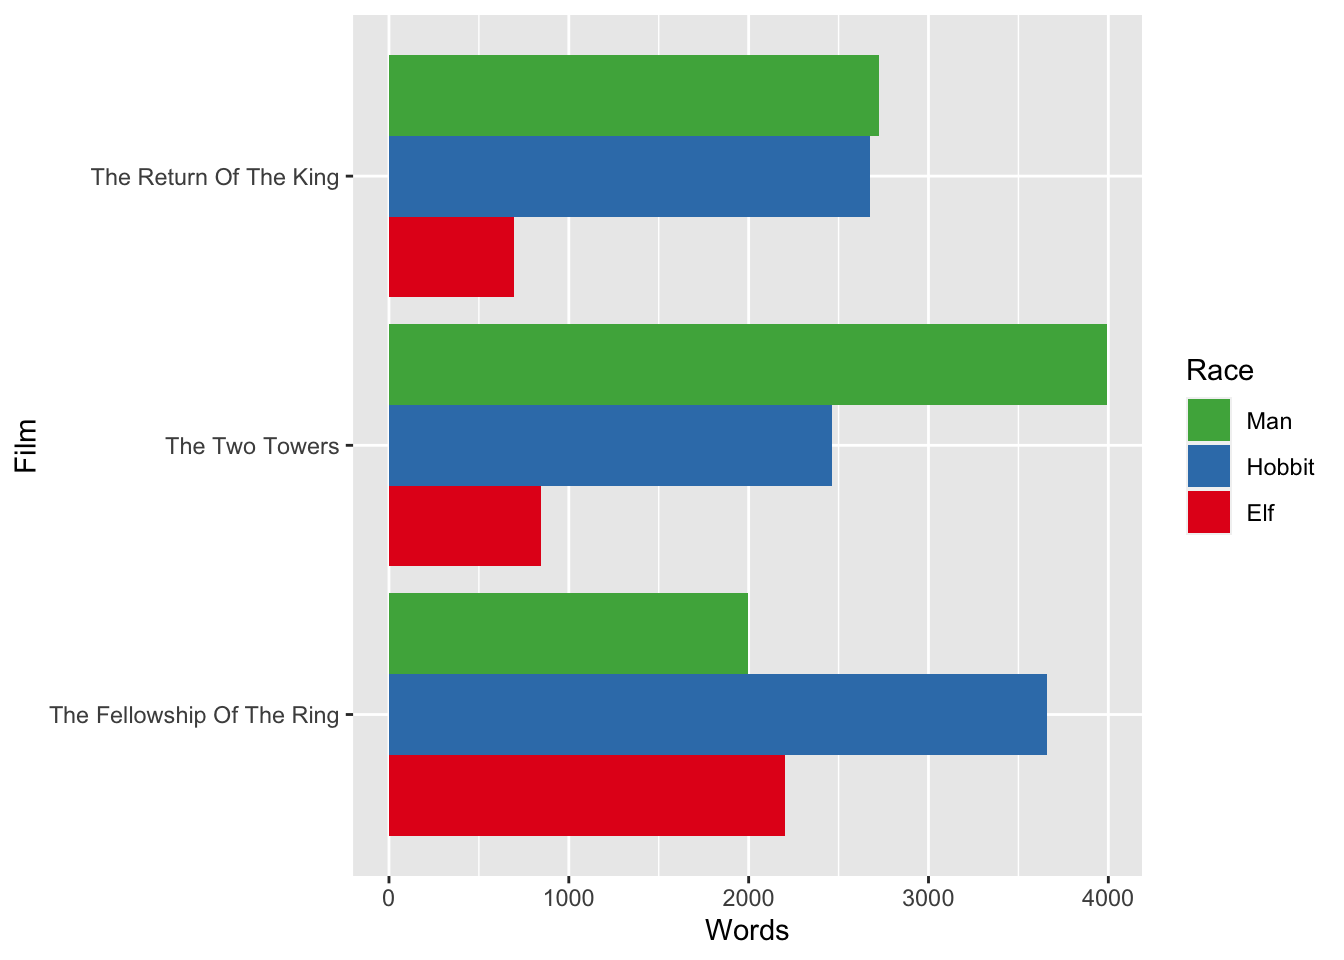 The Return Of The King
The Two Towers
The Fellowship Of The Ring
Film
0 1000 2000 3000 4000
Words
Race
Man
Hobbit
Elf